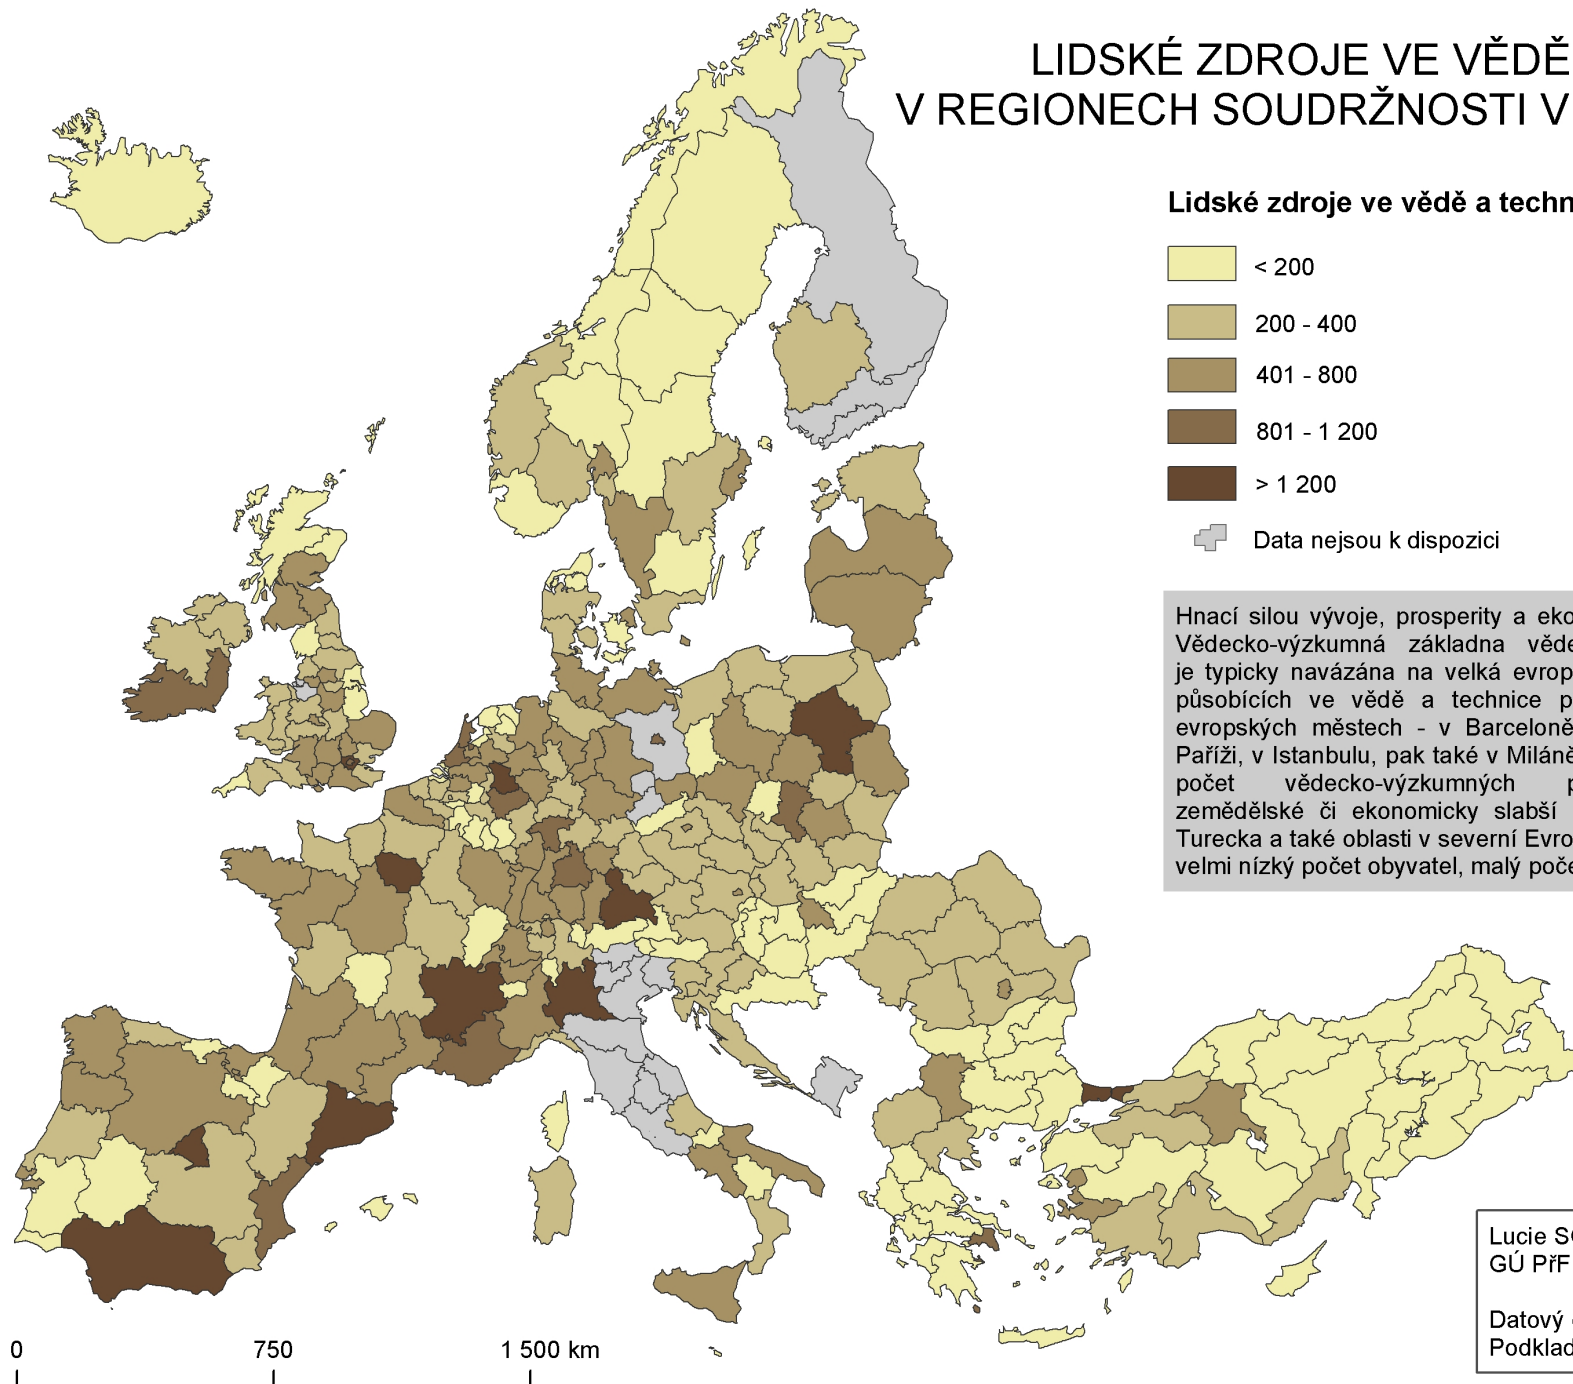 LIDSKÉ ZDROJE VE VĚDĚ
V REGIONECH SOUDRŽNOSTI V
Lidské zdroje ve vědě a techn
< 200
200 - 400
401 - 800
801 - 1 200
> 1 200
Data nejsou k dispozici
Hnací silou vývoje, prosperity a eko
Vědecko-výzkumná základna věde
je typicky navázána na velká evrop
působících ve vědě a technice p
evropských městech - v Barceloně
Paříži, v Istanbulu, pak také v Miláně
počet vědecko-výzkumných p
zemědělské či ekonomicky slabší
Turecka a také oblasti v severní Evro
velmi nízký počet obyvatel, malý poče
Lucie S
GÚ PřF
Datový
Podklad
0 750 1 500 km